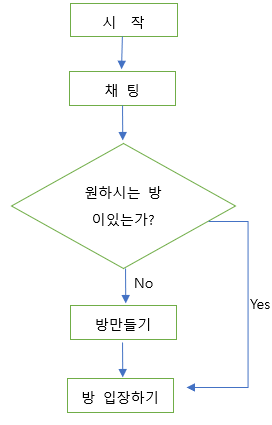 시 작
채 팅
원하시는 방
이있는가?
No
Yes
방만들기
방 입장하기